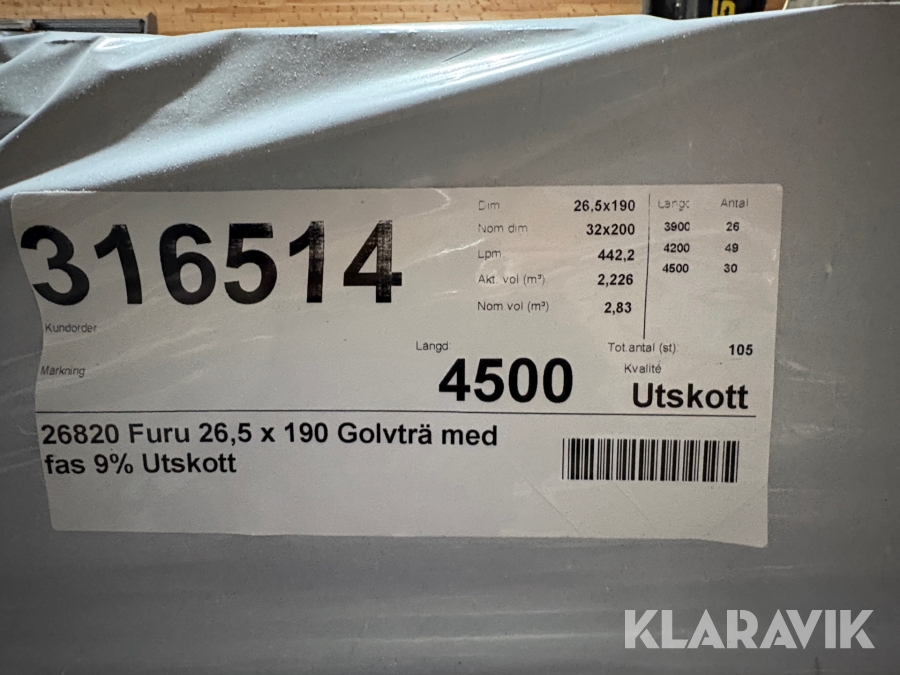 316514
Kundorder
Märkning
Dim 26,5x190
Nom dim 32x200
Lpm 442,2
Akt. vol (m³) 2,226
Nom.vol (m³) 2,83
Längd Antal
3900 26
4200 49
4500 30
Tot.antal (st): 105
Längd
4500
Kvalité
Utskott
26820 Furu 26,5 x 190 Golvträ med
fas 9% Utskott
KLARAVIK